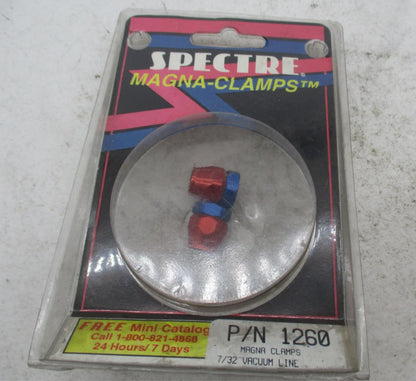 SPECTRE
MAGNA-CLAMPS™
FREE Mini Catalog
Call 1-800-821-4868
24 Hours/ 7 Days
P/N 1260
MAGNA CLAMPS
7/32 VACUUM LINE